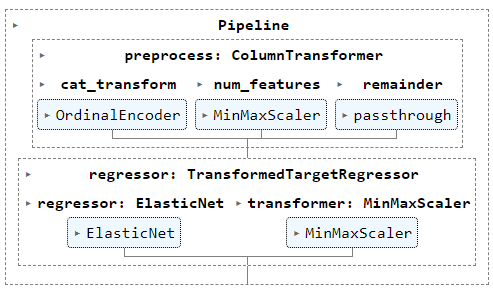 Pipeline
preprocess: ColumnTransformer
cat_transform num_features remainder
OrdinalEncoder MinMaxScaler passthrough
regressor: TransformedTargetRegressor
regressor: ElasticNet transformer: MinMaxScaler
ElasticNet MinMaxScaler